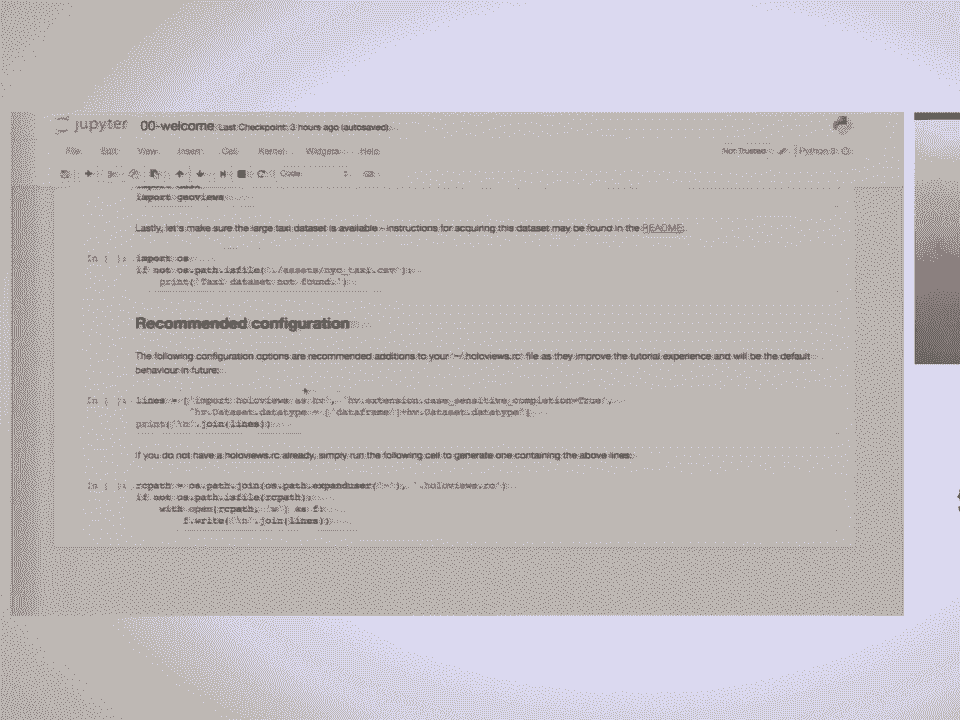 jupyter 00-welcome Last Checkpoint: 3 hours ago (autosaved)
File Edit View Insert Cell Kernel Widgets Help
Not Trusted Python 3
Code
import geoviews
Lastly, let's make sure the large taxi dataset is available - instructions for acquiring this dataset may be found in the README:
In [ ]: import os
if not os.path.isfile('./assets/nyc_taxi.csv'):
print('Taxi dataset not found.')
Recommended configuration
The following configuration options are recommended additions to your '~/.holoviews.rc' file as they improve the tutorial experience and will be the default
behaviour in future:
In [ ]: lines = ['import holoviews as hv', 'hv.extension.case_sensitive_completion=True',
'hv.Dataset.datatype = ['dataframe']+hv.Dataset.datatype"]
print('\n'.join(lines))
If you do not have a holoviews.rc already, simply run the following cell to generate one containing the above lines:
In [ ]: rcpath = os.path.join(os.path.expanduser('~'), '.holoviews.rc')
if not os.path.isfile(rcpath):
with open(rcpath, 'w') as f:
f.write('\n'.join(lines))